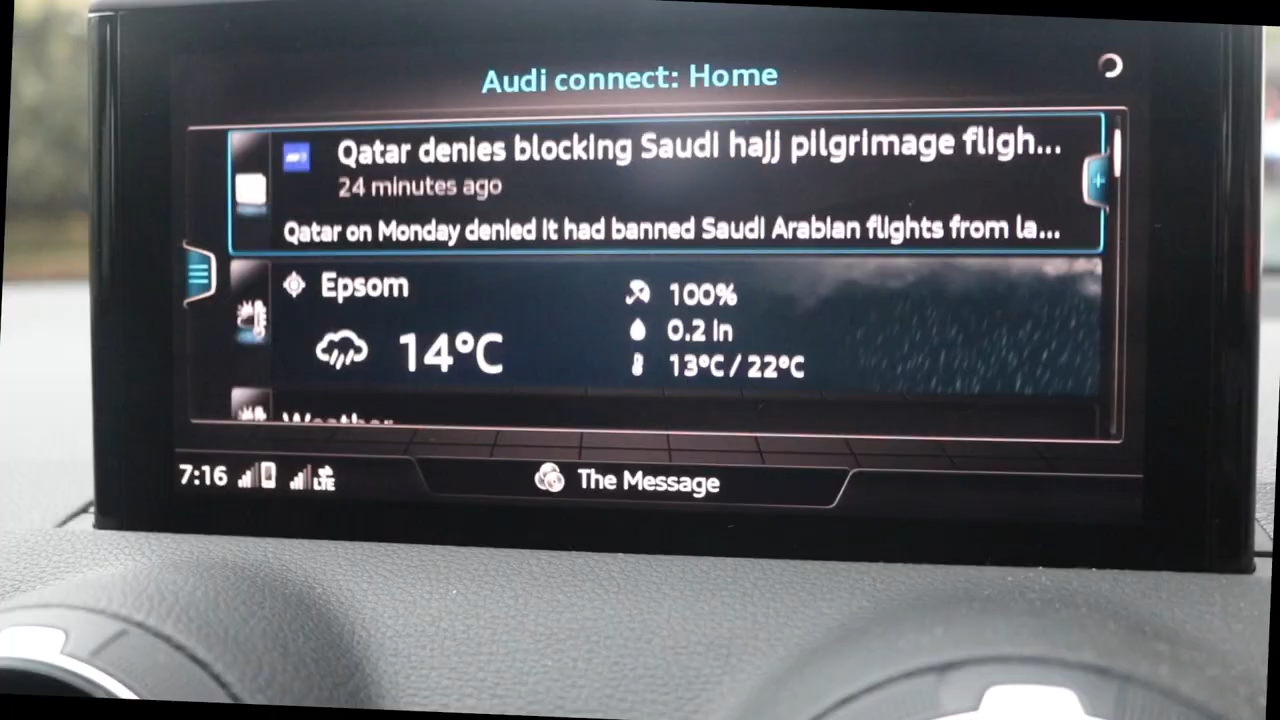 Audi connect: Home
Qatar denies blocking Saudi hajj pilgrimage fligh...
24 minutes ago
Qatar on Monday denied it had banned Saudi Arabian flights from la...
Epsom
100%
14°C
0.2 in
13°C / 22°C
Weather
7:16
LTE
The Message